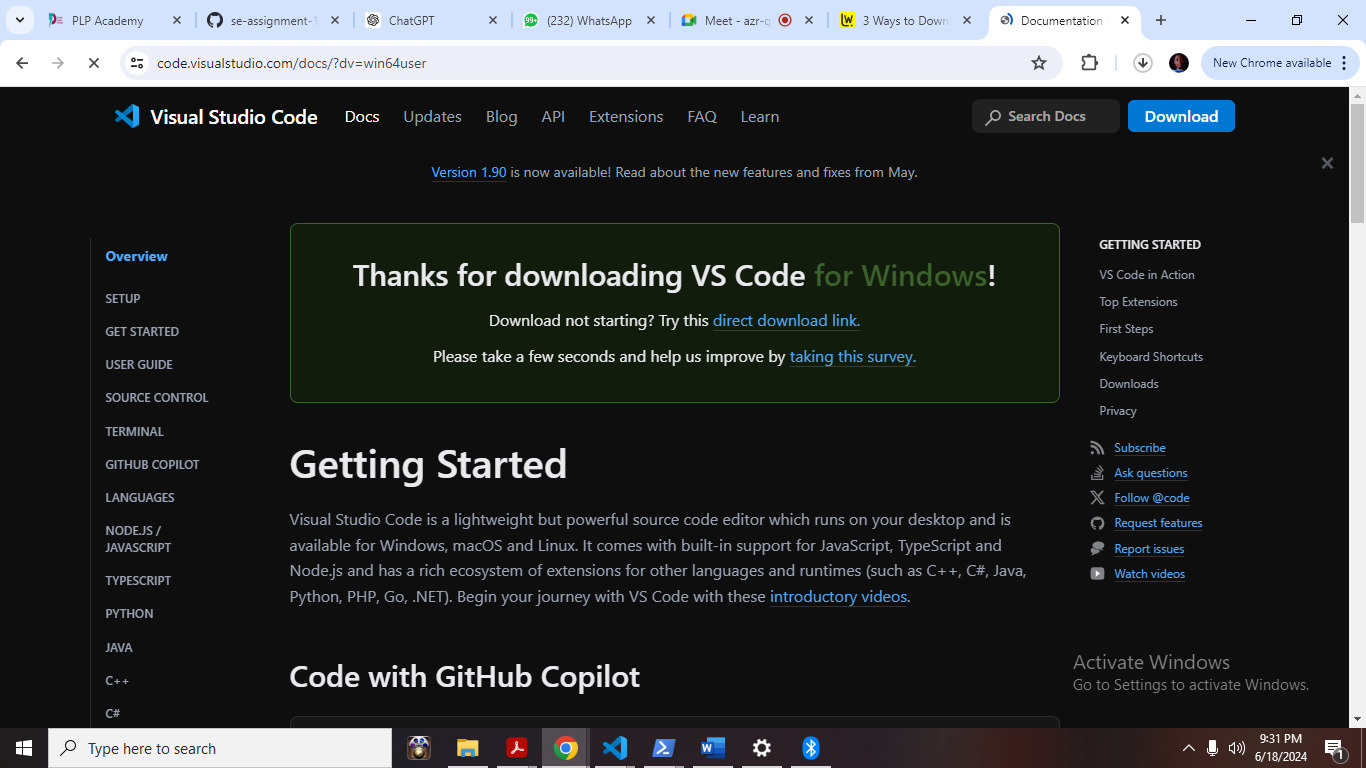 PLP Academy
se-assignment-1
ChatGPT
99+
(232) WhatsApp
Meet - azr-q
3 Ways to Down
Documentation
code.visualstudio.com/docs/?dv=win64user
New Chrome available
Visual Studio Code
Docs
Updates
Blog
API
Extensions
FAQ
Learn
Search Docs
Download
Version 1.90 is now available! Read about the new features and fixes from May.
Overview
SETUP
GET STARTED
USER GUIDE
SOURCE CONTROL
TERMINAL
GITHUB COPILOT
LANGUAGES
NODE.JS /
JAVASCRIPT
TYPESCRIPT
PYTHON
JAVA
C++
C#
Thanks for downloading VS Code for Windows!
Download not starting? Try this direct download link.
Please take a few seconds and help us improve by taking this survey.
Getting Started
Visual Studio Code is a lightweight but powerful source code editor which runs on your desktop and is
available for Windows, macOS and Linux. It comes with built-in support for JavaScript, TypeScript and
Node.js and has a rich ecosystem of extensions for other languages and runtimes (such as C++, C#, Java,
Python, PHP, Go, .NET). Begin your journey with VS Code with these introductory videos.
Code with GitHub Copilot
GETTING STARTED
VS Code in Action
Top Extensions
First Steps
Keyboard Shortcuts
Downloads
Privacy
Subscribe
Ask questions
Follow @code
Request features
Report issues
Watch videos
Activate Windows
Go to Settings to activate Windows.
Type here to search
9:31 PM
6/18/2024
1